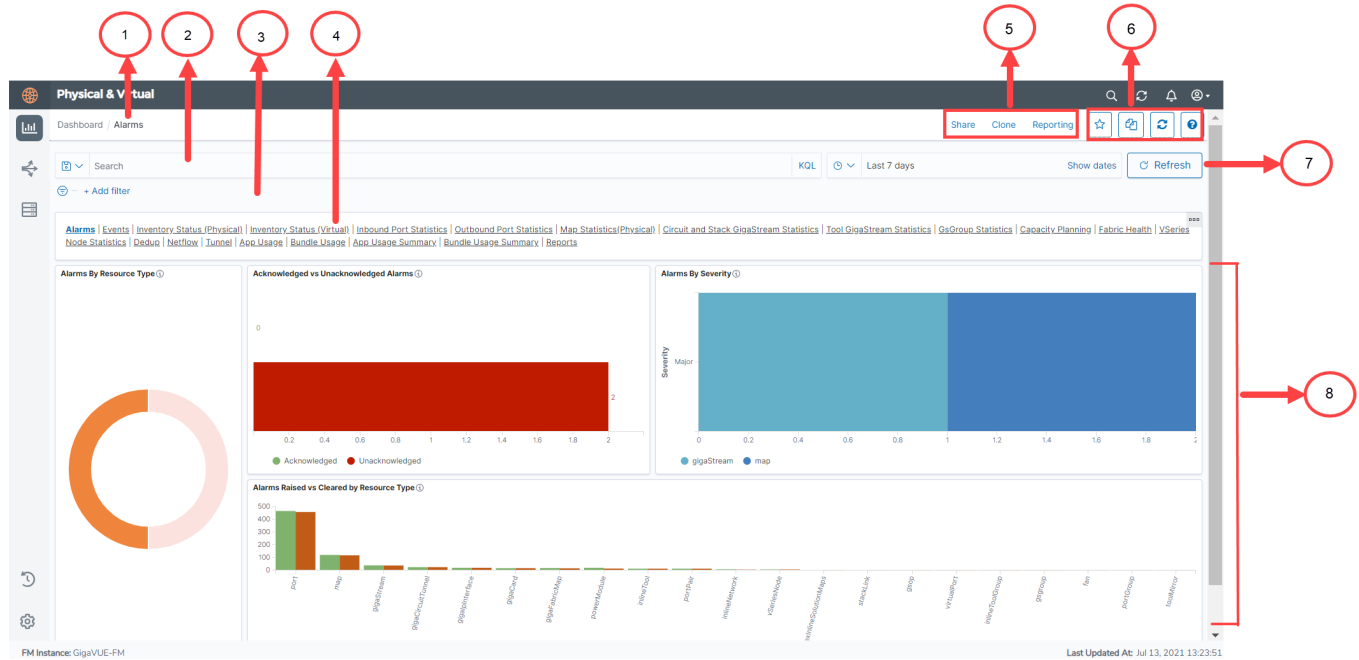 1
2
3
4
5
6
Physical & Virtual
Dashboard / Alarms
Share Clone Reporting
Search
KQL
Last 7 days
Show dates
Refresh
7
+ Add filter
Alarms | Events | Inventory Status (Physical) | Inventory Status (Virtual) | Inbound Port Statistics | Outbound Port Statistics | Map Statistics(Physical) | Circuit and Stack GigaStream Statistics | Tool GigaStream Statistics | GsGroup Statistics | Capacity Planning | Fabric Health | VSeries
Node Statistics | Dedup | Netflow | Tunnel | App Usage | Bundle Usage | App Usage Summary | Bundle Usage Summary | Reports
Alarms By Resource Type
Acknowledged vs Unacknowledged Alarms
0
2
0.2 0.4 0.6 0.8 1 1.2 1.4 1.6 1.8 2
Acknowledged Unacknowledged
Alarms By Severity
Severity
Major
0 0.2 0.4 0.6 0.8 1 1.2 1.4 1.6 1.8 2
gigaStream map
8
Alarms Raised vs Cleared by Resource Type
500
400
300
200
100
0
port
map
gigaStream
gigaCircuitTunnel
gigaIpInterface
gigaCard
gigaFabricMap
powerModule
inlineTool
portPair
inlineNetwork
vSeriesNode
exInlineSolutionMaps
stackLink
gsop
virtualPort
inlineToolGroup
gsgroup
fan
portGroup
toolMirror
FM Instance: GigaVUE-FM
Last Updated At: Jul 13, 2021 13:23:51